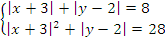 |x + 3| + |y − 2| = 8
|x + 3|² + |y − 2| = 28